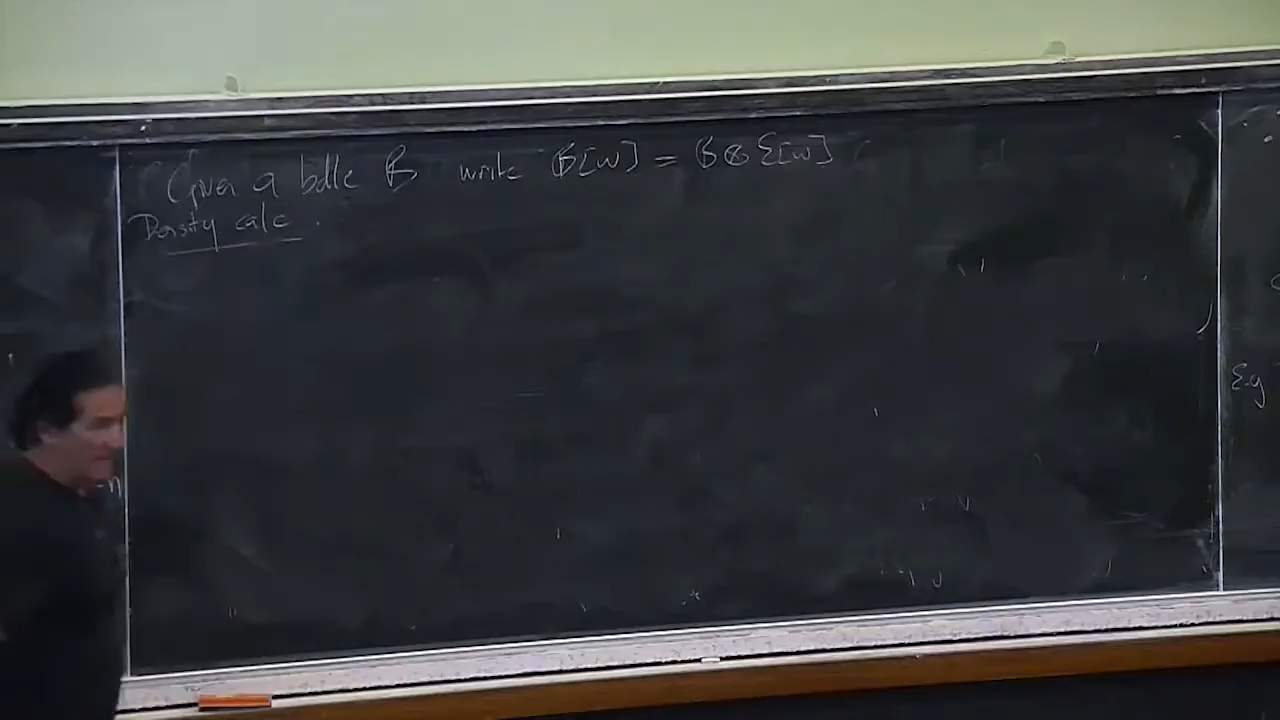 Given a bdle B write B[w] = B⊗Ɛ[w]
Density calc.
-n
E.g